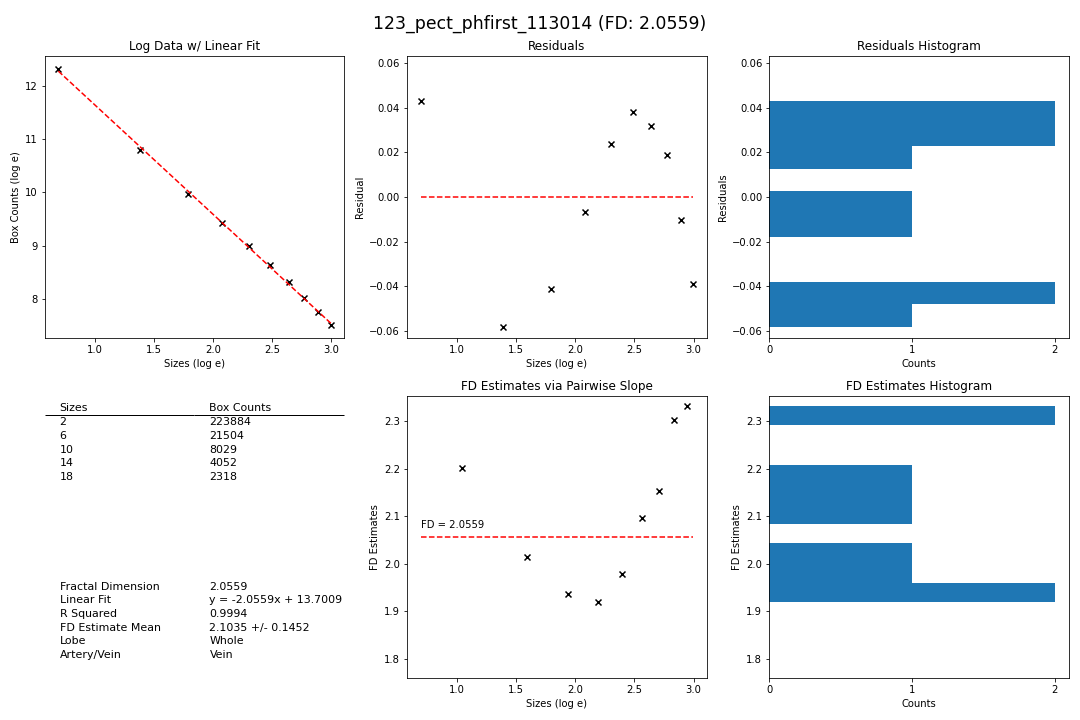 123_pect_phfirst_113014 (FD: 2.0559)
Log Data w/ Linear Fit
Box Counts (log e)
12
11
10
9
8
1.0 1.5 2.0 2.5 3.0
Sizes (log e)
Residuals
Residual
0.06
0.04
0.02
0.00
−0.02
−0.04
−0.06
1.0 1.5 2.0 2.5 3.0
Sizes (log e)
Residuals Histogram
Residuals
0.06
0.04
0.02
0.00
−0.02
−0.04
−0.06
0 1 2
Counts
Sizes Box Counts
2 223884
6 21504
10 8029
14 4052
18 2318
Fractal Dimension 2.0559
Linear Fit y = -2.0559x + 13.7009
R Squared 0.9994
FD Estimate Mean 2.1035 +/- 0.1452
Lobe Whole
Artery/Vein Vein
FD Estimates via Pairwise Slope
FD Estimates
2.3
2.2
2.1
2.0
1.9
1.8
FD = 2.0559
1.0 1.5 2.0 2.5 3.0
Sizes (log e)
FD Estimates Histogram
FD Estimates
2.3
2.2
2.1
2.0
1.9
1.8
0 1 2
Counts